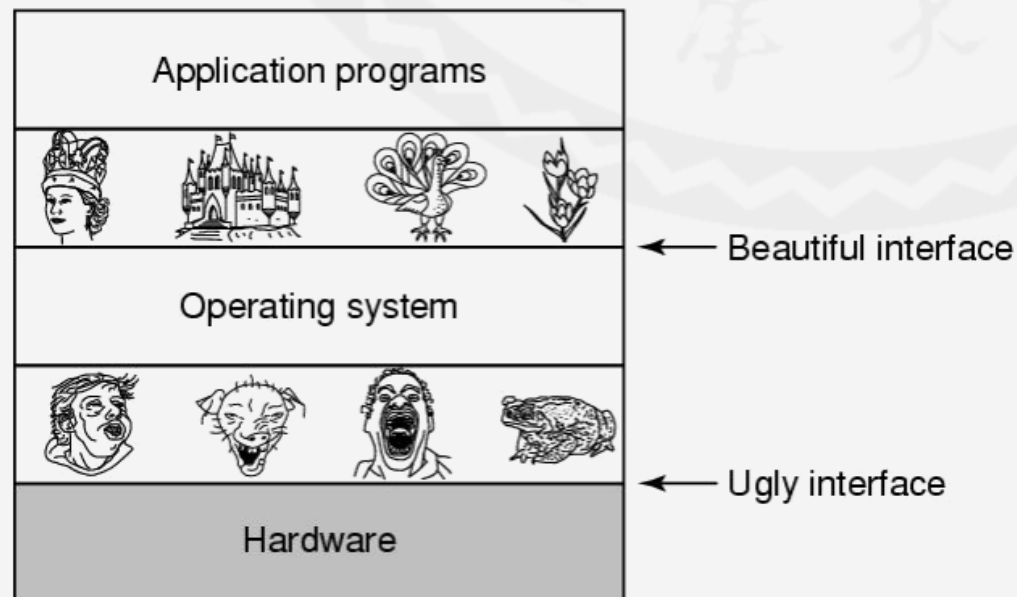 Application programs
Beautiful interface
Operating system
Ugly interface
Hardware